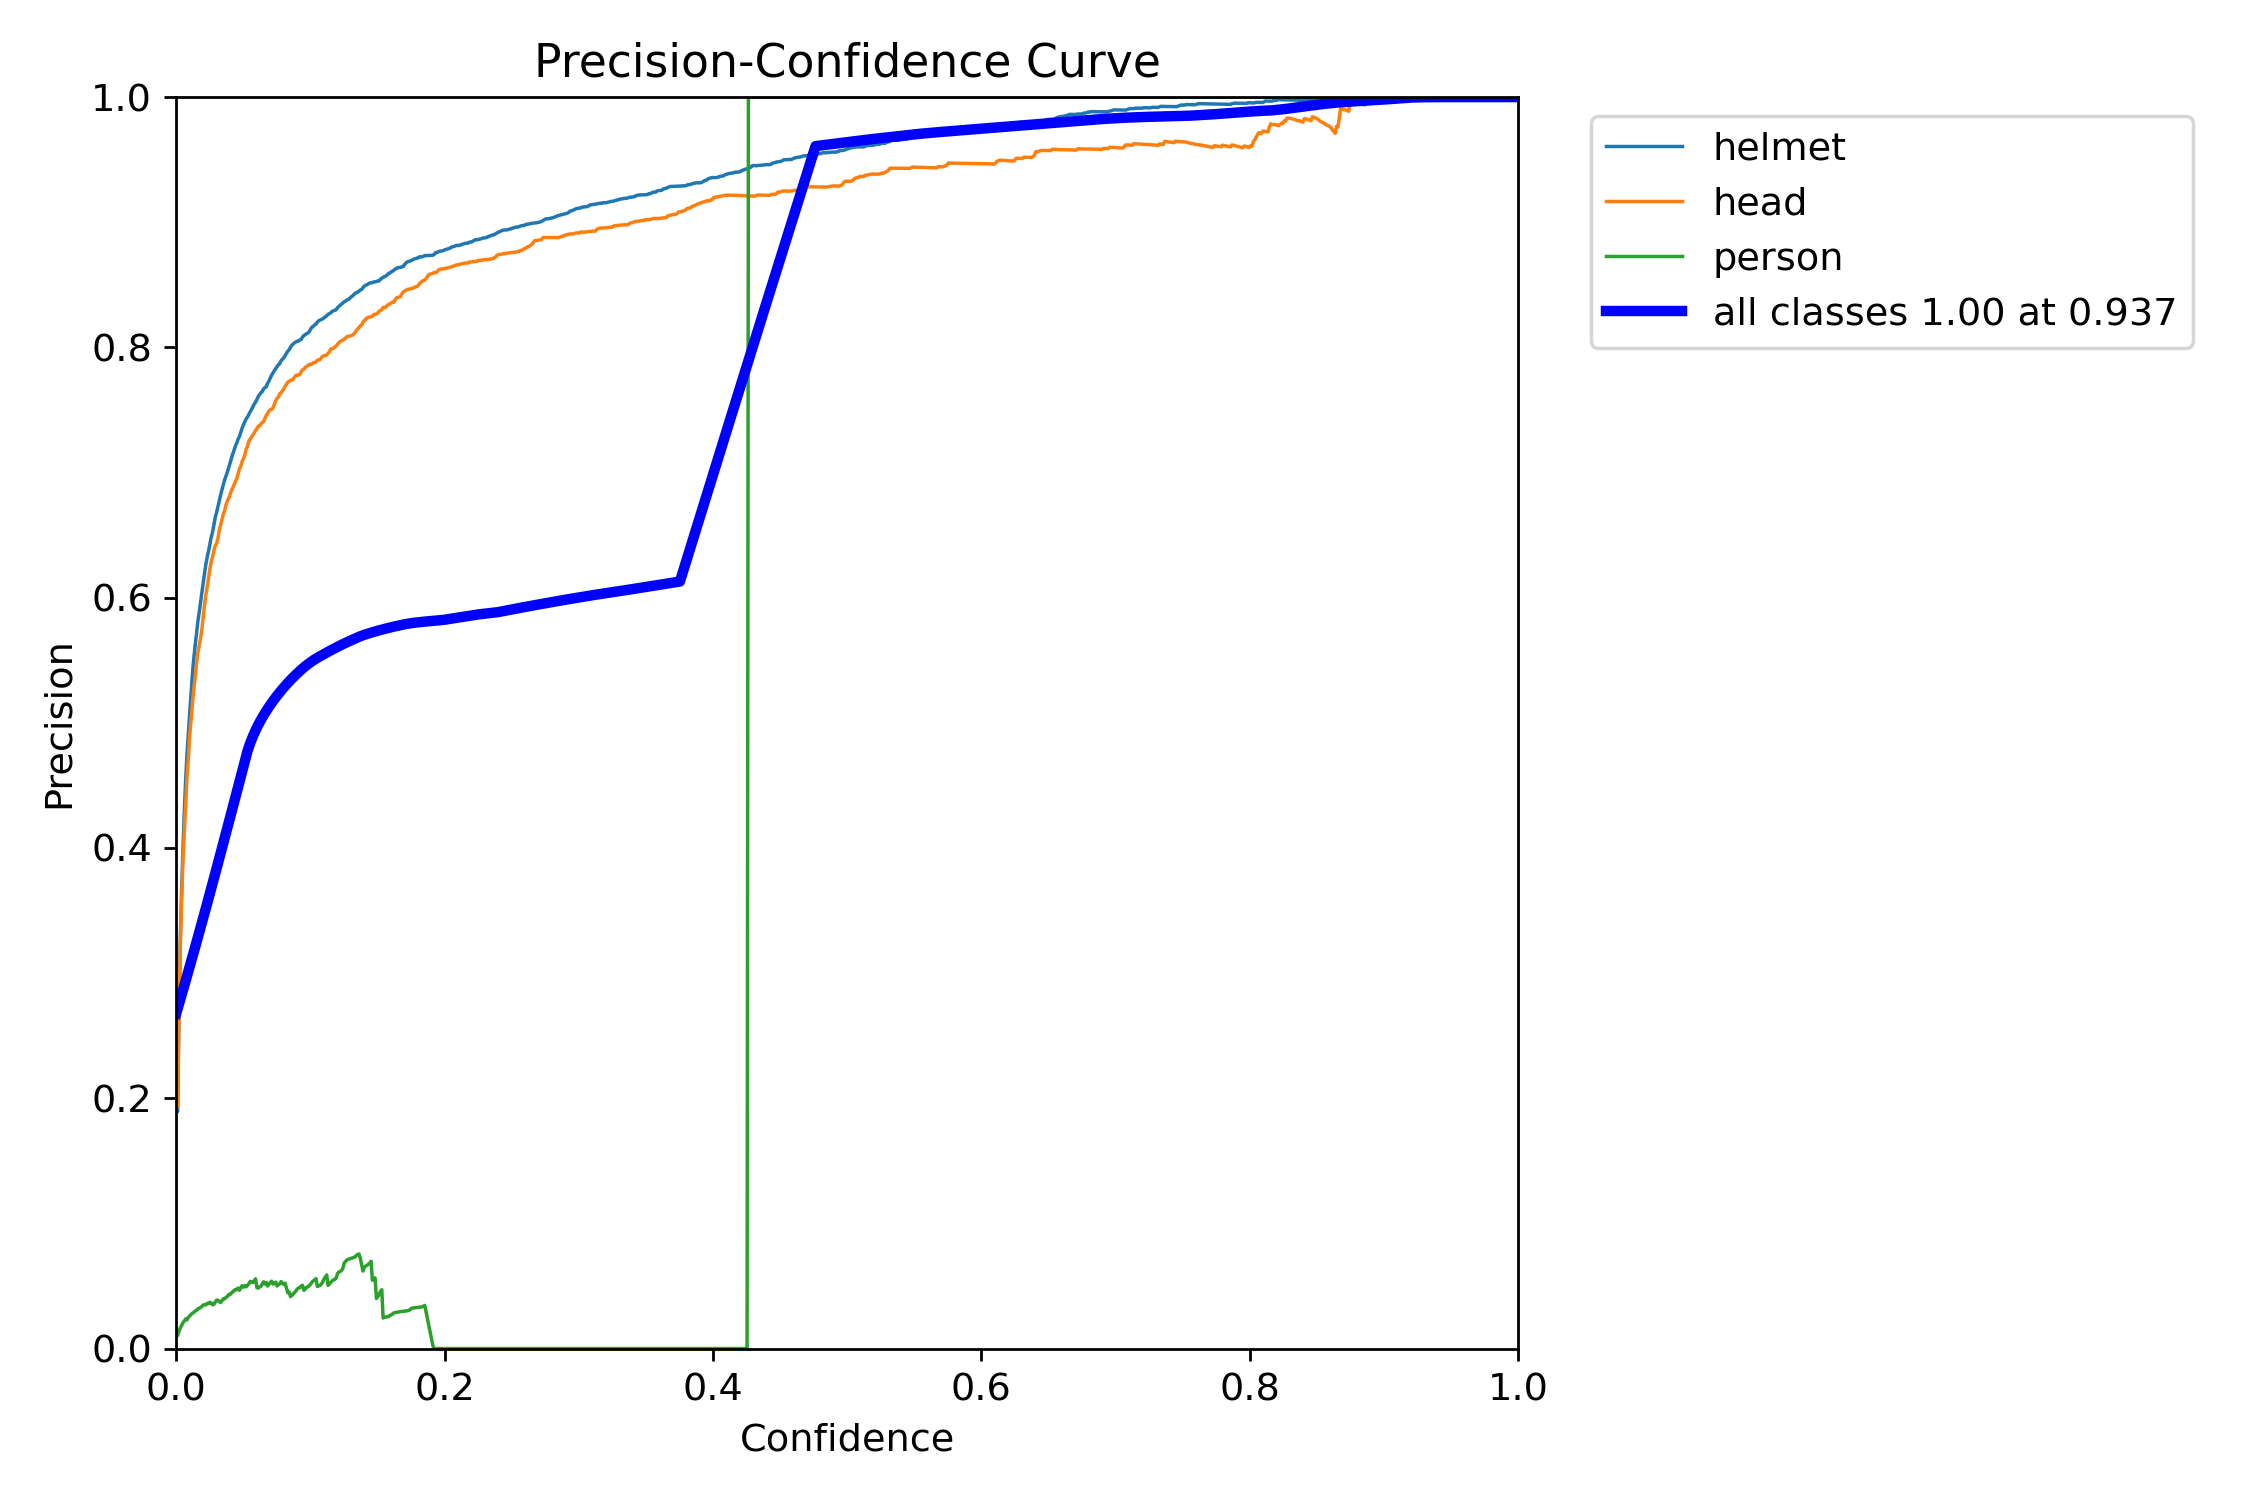 Precision-Confidence Curve
1.0
0.8
0.6
0.4
0.2
0.0
Precision
0.0 0.2 0.4 0.6 0.8 1.0
Confidence
helmet
head
person
all classes 1.00 at 0.937